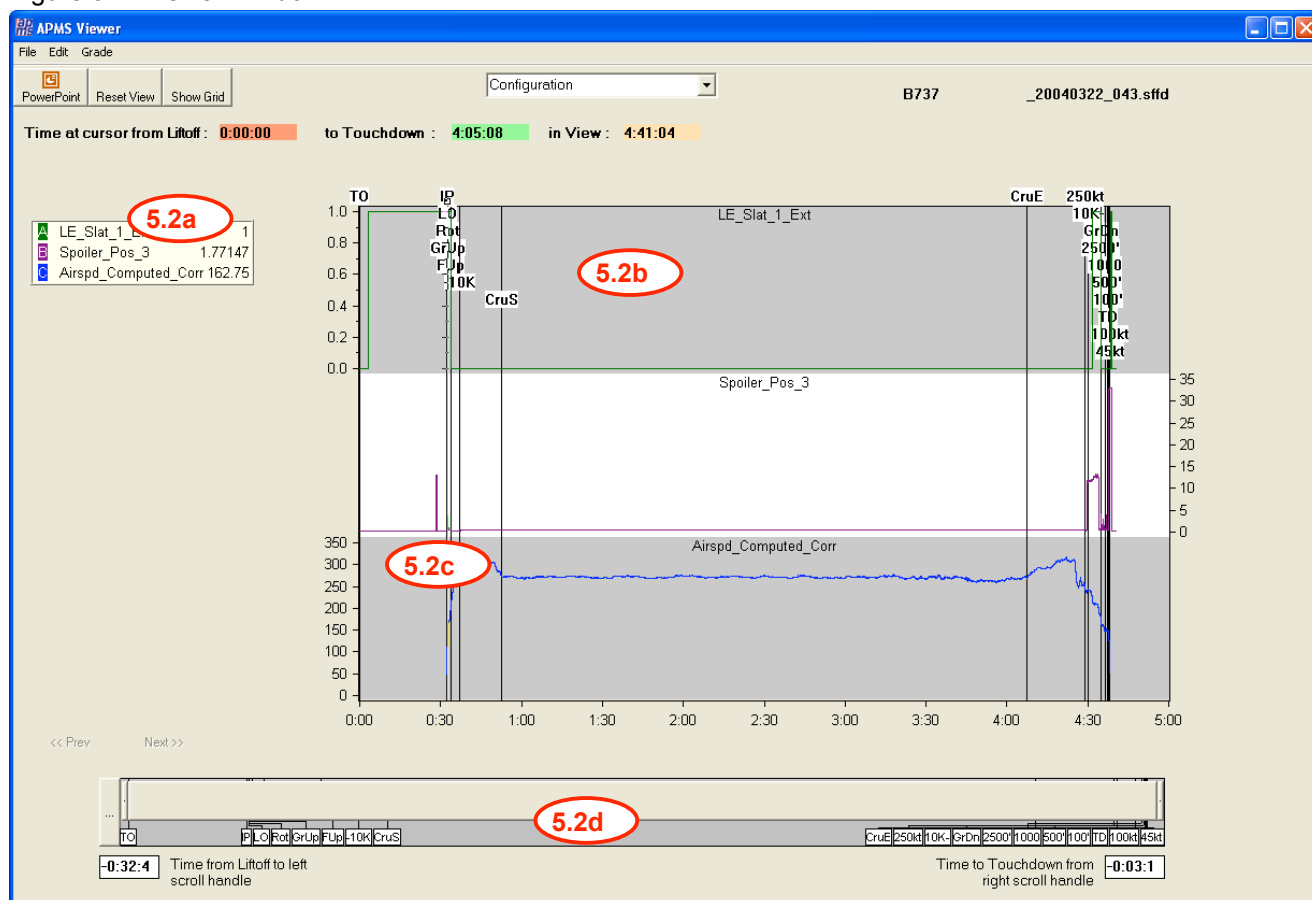 APMS Viewer
File Edit Grade
PowerPoint Reset View Show Grid
Configuration
B737 _20040322_043.sffd
Time at cursor from Liftoff : 0:00:00 to Touchdown : 4:05:08 in View : 4:41:04
5.2a
A LE_Slat_1_E 1
B Spoiler_Pos_3 1.77147
C Airspd_Computed_Corr 162.75
TO
IP
LO
Rot
GrUp
FUp
-10K
CruS
CruE
250kt
10K-
GrDn
2500'
1000
500'
100'
TD
100kt
45kt
LE_Slat_1_Ext
5.2b
1.0
0.8
0.6
0.4
0.2
0.0
Spoiler_Pos_3
35
30
25
20
15
10
5
0
Airspd_Computed_Corr
5.2c
350
300
250
200
150
100
50
0
0:00 0:30 1:00 1:30 2:00 2:30 3:00 3:30 4:00 4:30 5:00
<< Prev Next >>
...
5.2d
TO IP LO Rot GrUp FUp -10K CruS CruE 250kt 10K- GrDn 2500' 1000 500' 100' TD 100kt 45kt
-0:32:4 Time from Liftoff to left
scroll handle
Time to Touchdown from -0:03:1
right scroll handle